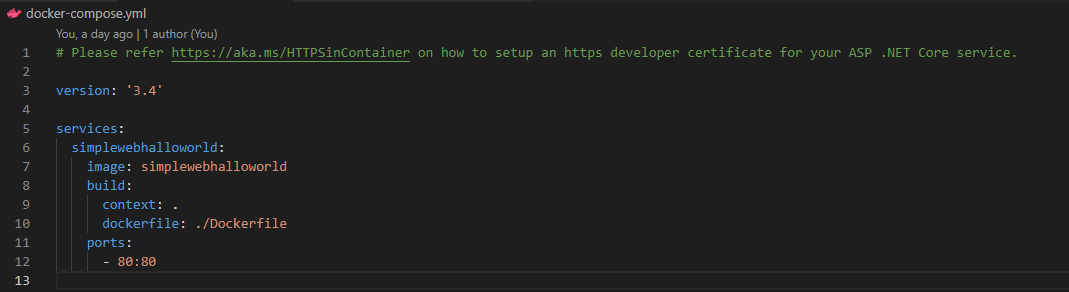 docker-compose.yml
You, a day ago | 1 author (You)
1 # Please refer https://aka.ms/HTTPSinContainer on how to setup an https developer certificate for your ASP .NET Core service.
2
3 version: '3.4'
4
5 services:
6   simplewebhalloworld:
7     image: simplewebhalloworld
8     build:
9       context: .
10       dockerfile: ./Dockerfile
11     ports:
12       - 80:80
13